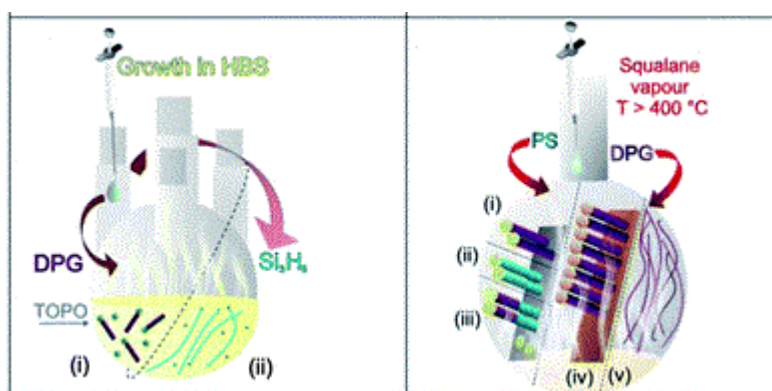 Growth in HBS
DPG
Si₃H₈
TOPO
(i)
(ii)
Squalane
vapour
T > 400 °C
PS
DPG
(i)
(ii)
(iii)
(iv)
(v)